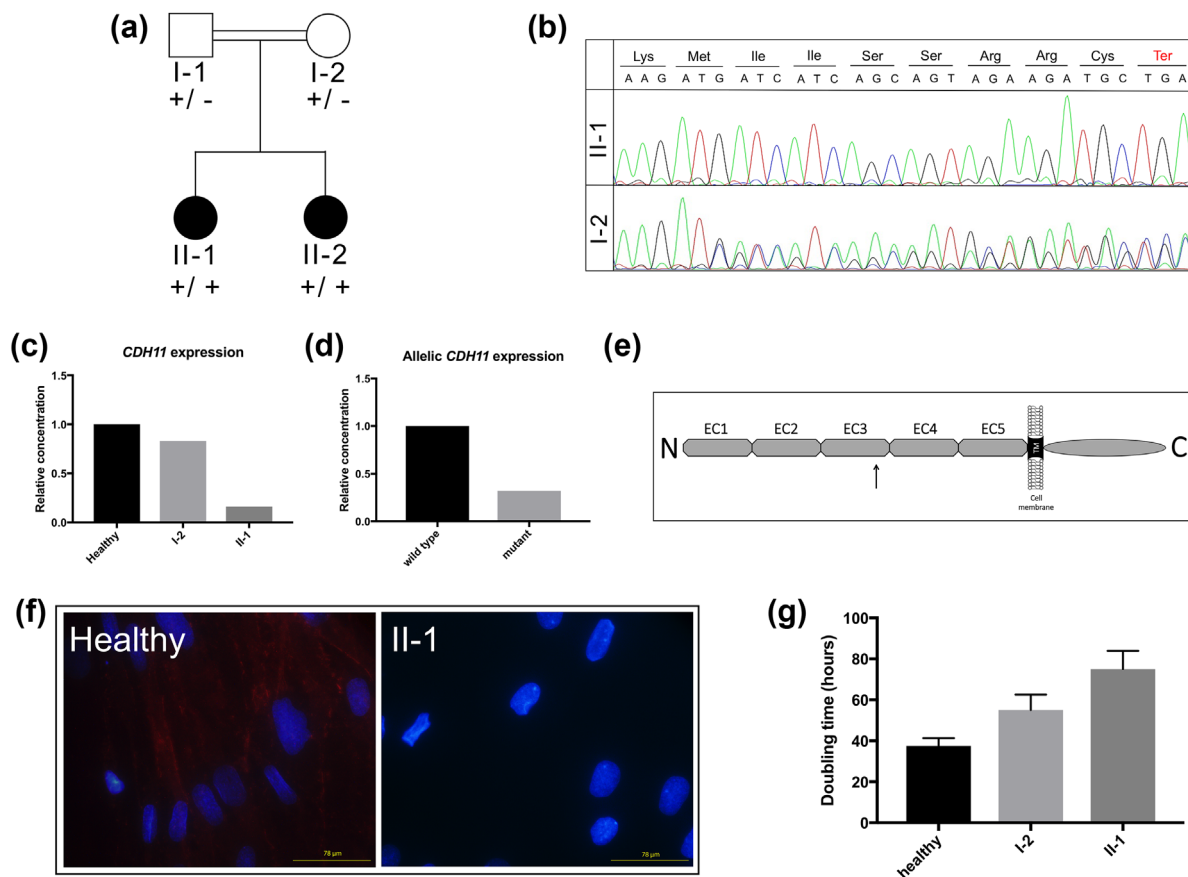 (a)
I-1
+/ -
I-2
+/ -
II-1
+/ +
II-2
+/ +
(b)
Lys Met Ile Ile Ser Ser Arg Arg Cys Ter
A A G A T G A T C A T C A G C A G T A G A A G A T G C T G A
II-1
I-2
(c)
CDH11 expression
Relative concentration
1.5
1.0
0.5
0.0
Healthy
I-2
II-1
(d)
Allelic CDH11 expression
Relative concentration
1.5
1.0
0.5
0.0
wild type
mutant
(e)
N EC1 EC2 EC3 EC4 EC5 TM C
Cell
membrane
(f)
Healthy
78 μm
II-1
78 μm
(g)
Doubling time (hours)
100
80
60
40
20
0
healthy
I-2
II-1